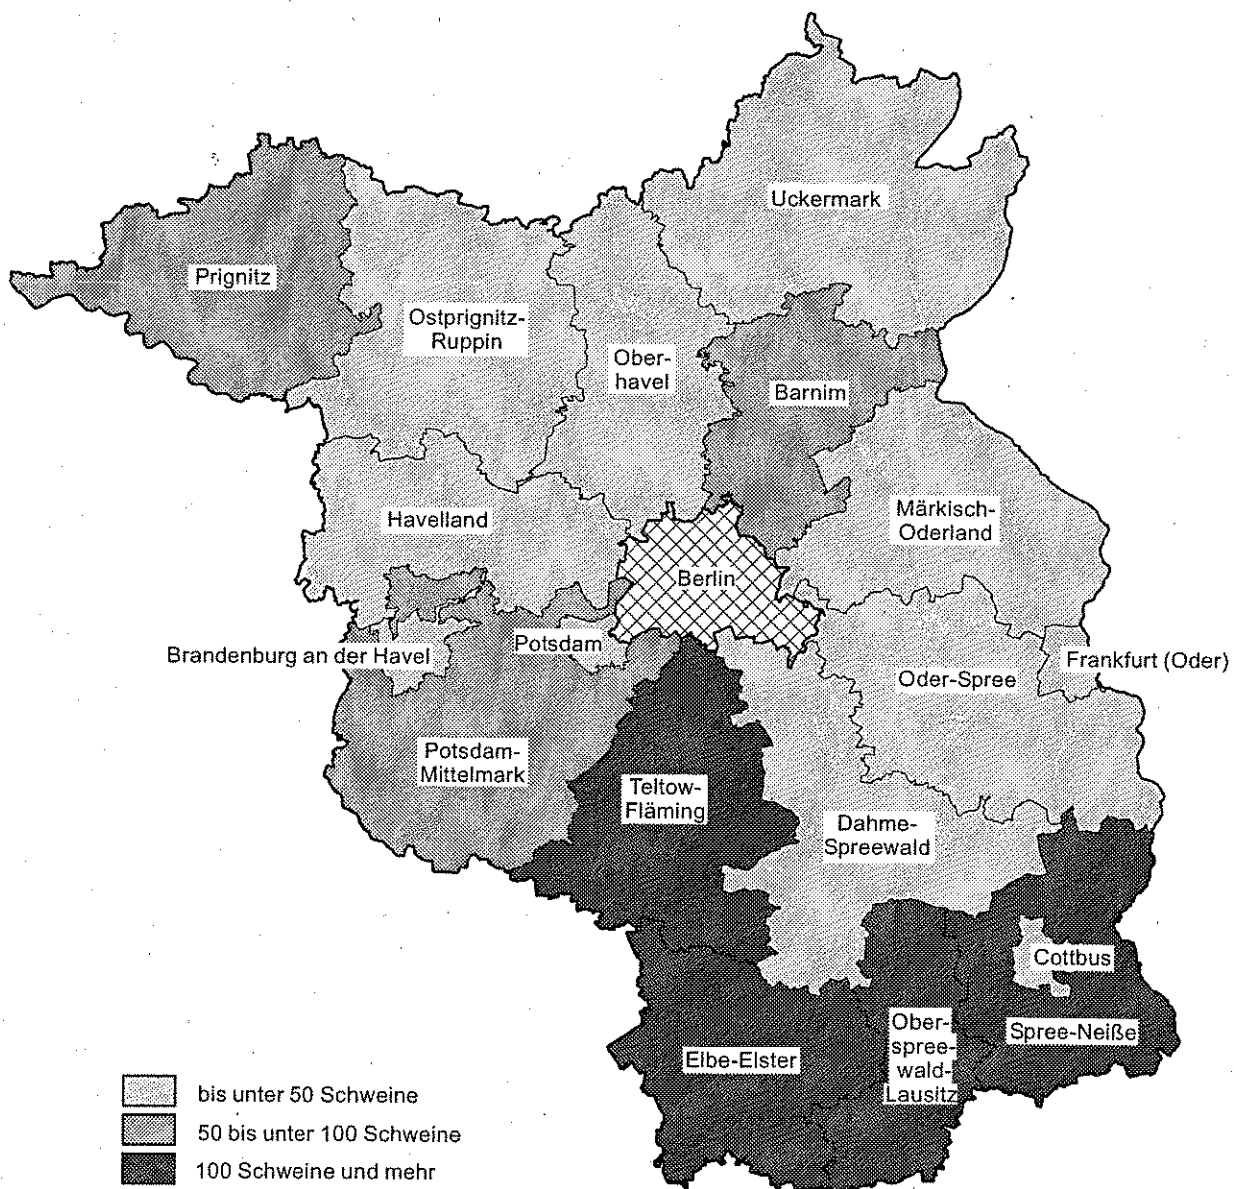 Uckermark
Prignitz
Ostprignitz-
Ruppin
Ober-
havel
Barnim
Havelland
Märkisch-
Oderland
Berlin
Brandenburg an der Havel
Potsdam
Frankfurt (Oder)
Oder-Spree
Potsdam-
Mittelmark
Teltow-
Fläming
Dahme-
Spreewald
Cottbus
Ober-
spree-
wald-
Lausitz
Spree-Neiße
Elbe-Elster
bis unter 50 Schweine
50 bis unter 100 Schweine
100 Schweine und mehr